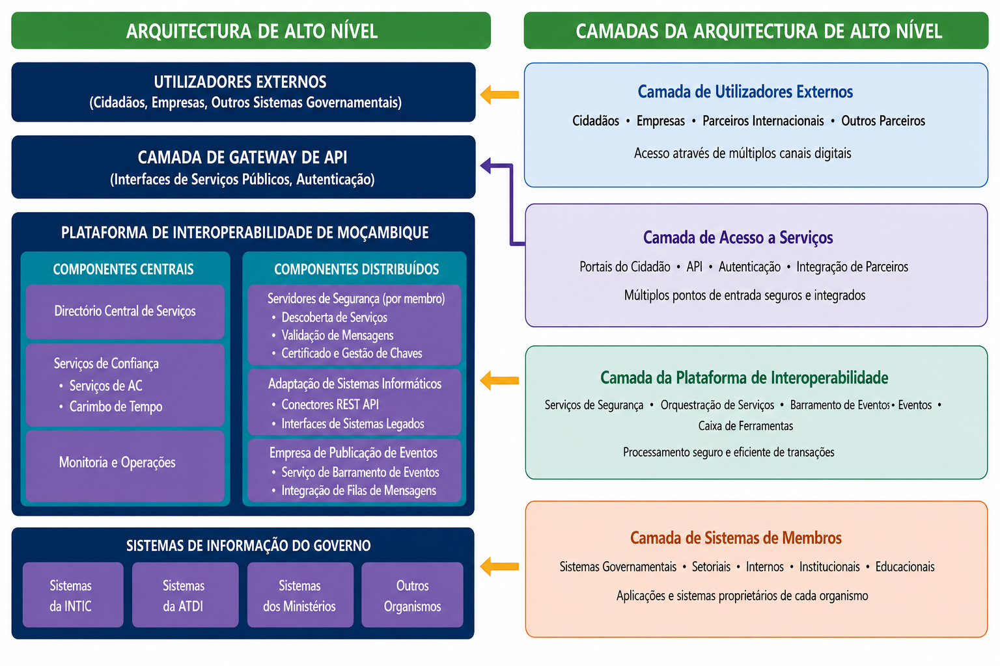 ARQUITECTURA DE ALTO NÍVEL
UTILIZADORES EXTERNOS
(Cidadãos, Empresas, Outros Sistemas Governamentais)
CAMADA DE GATEWAY DE API
(Interfaces de Serviços Públicos, Autenticação)
PLATAFORMA DE INTEROPERABILIDADE DE MOÇAMBIQUE
COMPONENTES CENTRAIS
Directório Central de Serviços
Serviços de Confiança
• Serviços de AC
• Carimbo de Tempo
Monitoria e Operações
COMPONENTES DISTRIBUÍDOS
Servidores de Segurança (por membro)
• Descoberta de Serviços
• Validação de Mensagens
• Certificado e Gestão de Chaves
Adaptação de Sistemas Informáticos
• Conectores REST API
• Interfaces de Sistemas Legados
Empresa de Publicação de Eventos
• Serviço de Barramento de Eventos
• Integração de Filas de Mensagens
SISTEMAS DE INFORMAÇÃO DO GOVERNO
Sistemas
da INTIC
Sistemas
da ATDI
Sistemas
dos Ministérios
Outros
Organismos
CAMADAS DA ARQUITECTURA DE ALTO NÍVEL
Camada de Utilizadores Externos
Cidadãos • Empresas • Parceiros Internacionais • Outros Parceiros
Acesso através de múltiplos canais digitais
Camada de Acesso a Serviços
Portais do Cidadão • API • Autenticação • Integração de Parceiros
Múltiplos pontos de entrada seguros e integrados
Camada da Plataforma de Interoperabilidade
Serviços de Segurança • Orquestração de Serviços • Barramento de Eventos • Eventos •
Caixa de Ferramentas
Processamento seguro e eficiente de transações
Camada de Sistemas de Membros
Sistemas Governamentais • Setoriais • Internos • Institucionais • Educacionais
Aplicações e sistemas proprietários de cada organismo